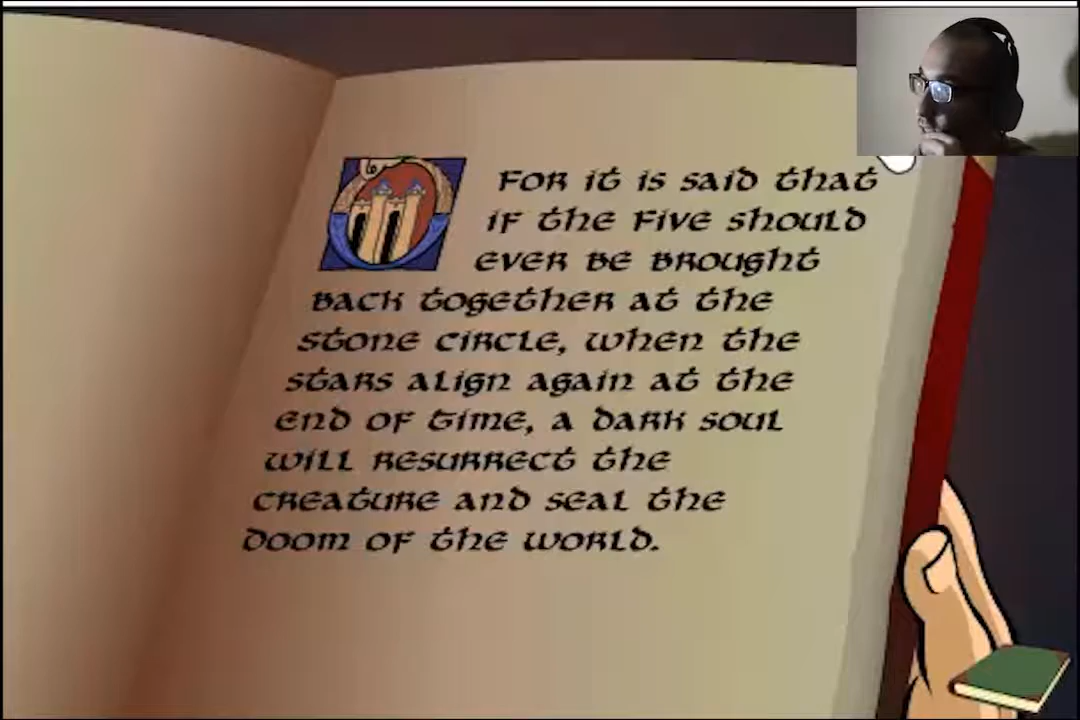 For it is said that
if the Five should
ever be brought
back together at the
stone circle, when the
stars align again at the
end of time, a dark soul
will resurrect the
creature and seal the
doom of the world.